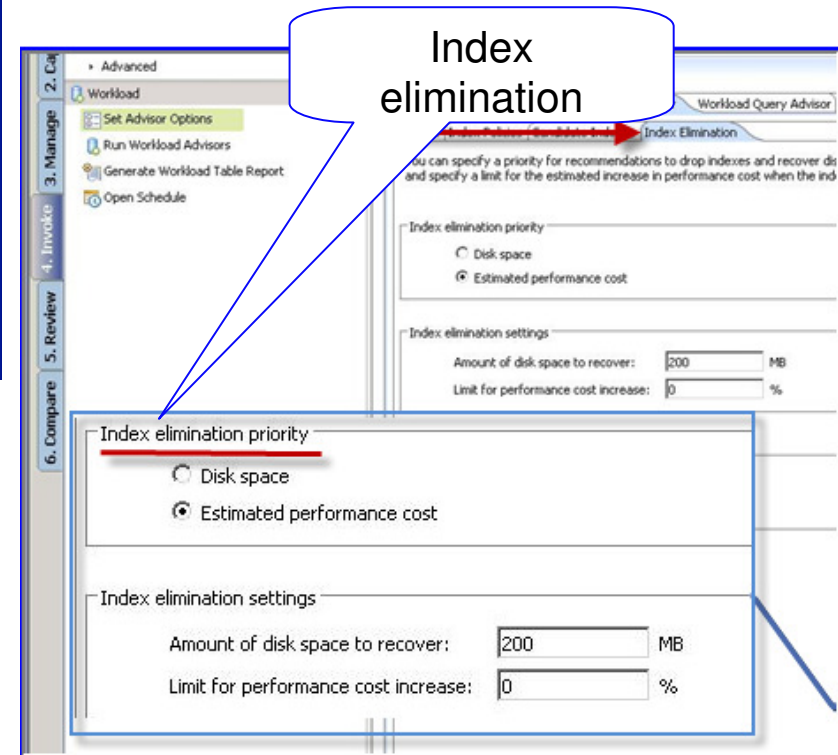 Index
elimination
2. Cap
3. Manage
4. Invoke
5. Review
6. Compare
Advanced
Workload
Set Advisor Options
Run Workload Advisors
Generate Workload Table Report
Open Schedule
Workload Query Advisor
Index Elimination
ou can specify a priority for recommendations to drop indexes and recover dis
and specify a limit for the estimated increase in performance cost when the ind
Index elimination priority
Disk space
Estimated performance cost
Index elimination settings
Amount of disk space to recover: 200 MB
Limit for performance cost increase: 0 %
Index elimination priority
Disk space
Estimated performance cost
Index elimination settings
Amount of disk space to recover: 200 MB
Limit for performance cost increase: 0 %